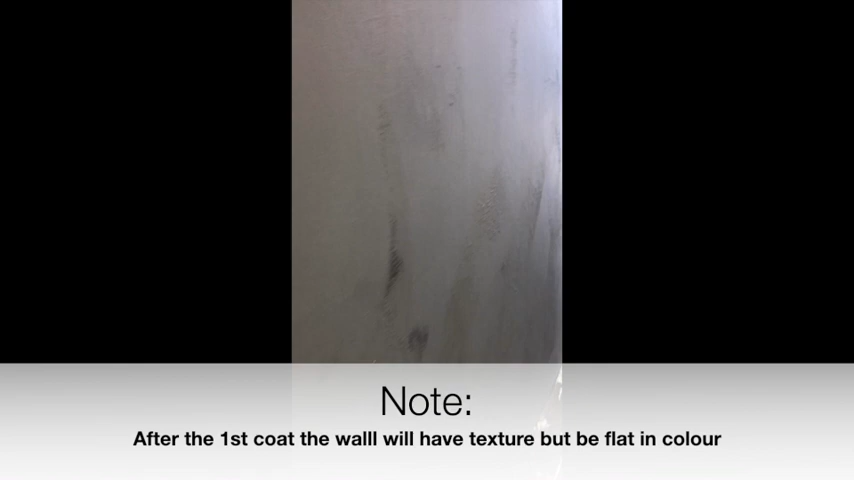 Note:
After the 1st coat the walll will have texture but be flat in colour